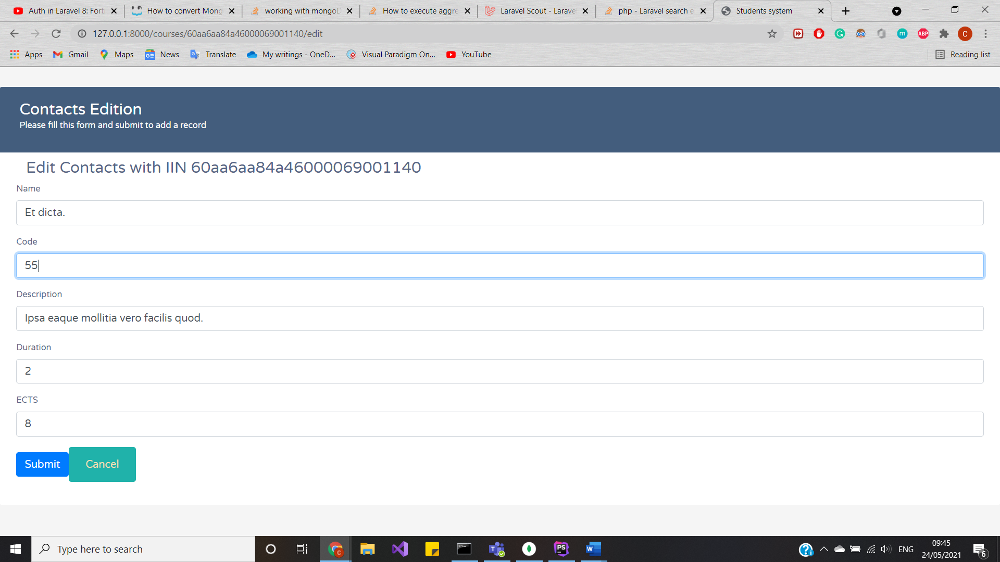 Auth in Laravel 8: Forti
How to convert Mong
working with mongoD
How to execute aggre
Laravel Scout - Larave
php - Laravel search e
Students system
127.0.0.1:8000/courses/60aa6aa84a46000069001140/edit
ABP
C
Apps
Gmail
Maps
News
Translate
My writings - OneD...
Visual Paradigm On...
YouTube
Reading list
Contacts Edition
Please fill this form and submit to add a record
Edit Contacts with IIN 60aa6aa84a46000069001140
Name
Et dicta.
Code
55
Description
Ipsa eaque mollitia vero facilis quod.
Duration
2
ECTS
8
Submit
Cancel
Type here to search
ENG
09:45
24/05/2021
6